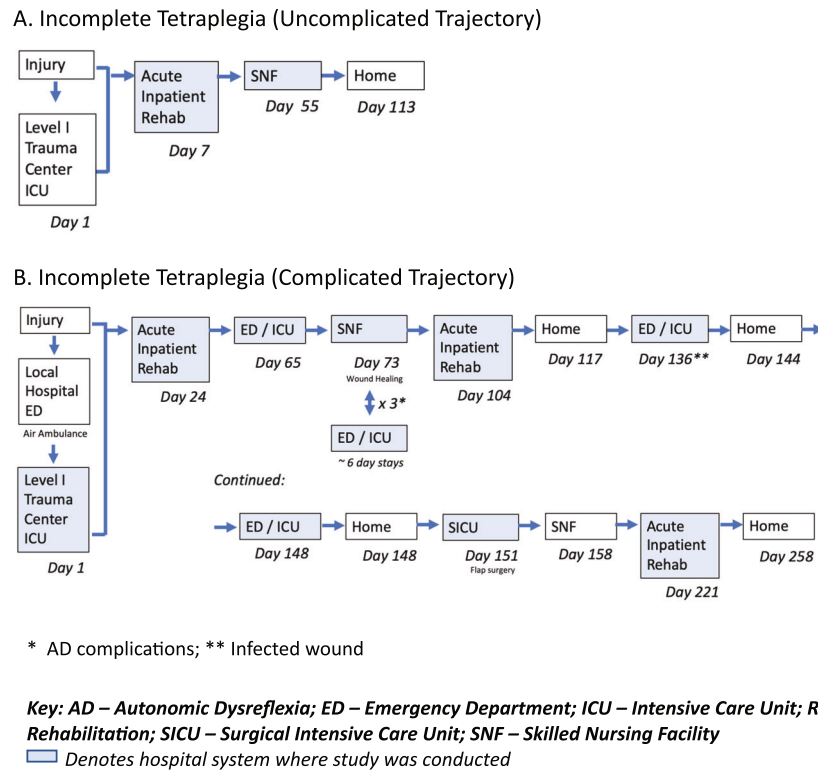 A. Incomplete Tetraplegia (Uncomplicated Trajectory)
Injury
Level I
Trauma
Center
ICU
Day 1
Acute
Inpatient
Rehab
Day 7
SNF
Day 55
Home
Day 113
B. Incomplete Tetraplegia (Complicated Trajectory)
Injury
Local
Hospital
ED
Air Ambulance
Level I
Trauma
Center
ICU
Day 1
Acute
Inpatient
Rehab
Day 24
ED / ICU
Day 65
SNF
Day 73
Wound Healing
x 3*
ED / ICU
~ 6 day stays
Acute
Inpatient
Rehab
Day 104
Home
Day 117
ED / ICU
Day 136**
Home
Day 144
Continued:
ED / ICU
Day 148
Home
Day 148
SICU
Day 151
Flap surgery
SNF
Day 158
Acute
Inpatient
Rehab
Day 221
Home
Day 258
* AD complications; ** Infected wound
Key: AD – Autonomic Dysreflexia; ED – Emergency Department; ICU – Intensive Care Unit; R
Rehabilitation; SICU – Surgical Intensive Care Unit; SNF – Skilled Nursing Facility
Denotes hospital system where study was conducted